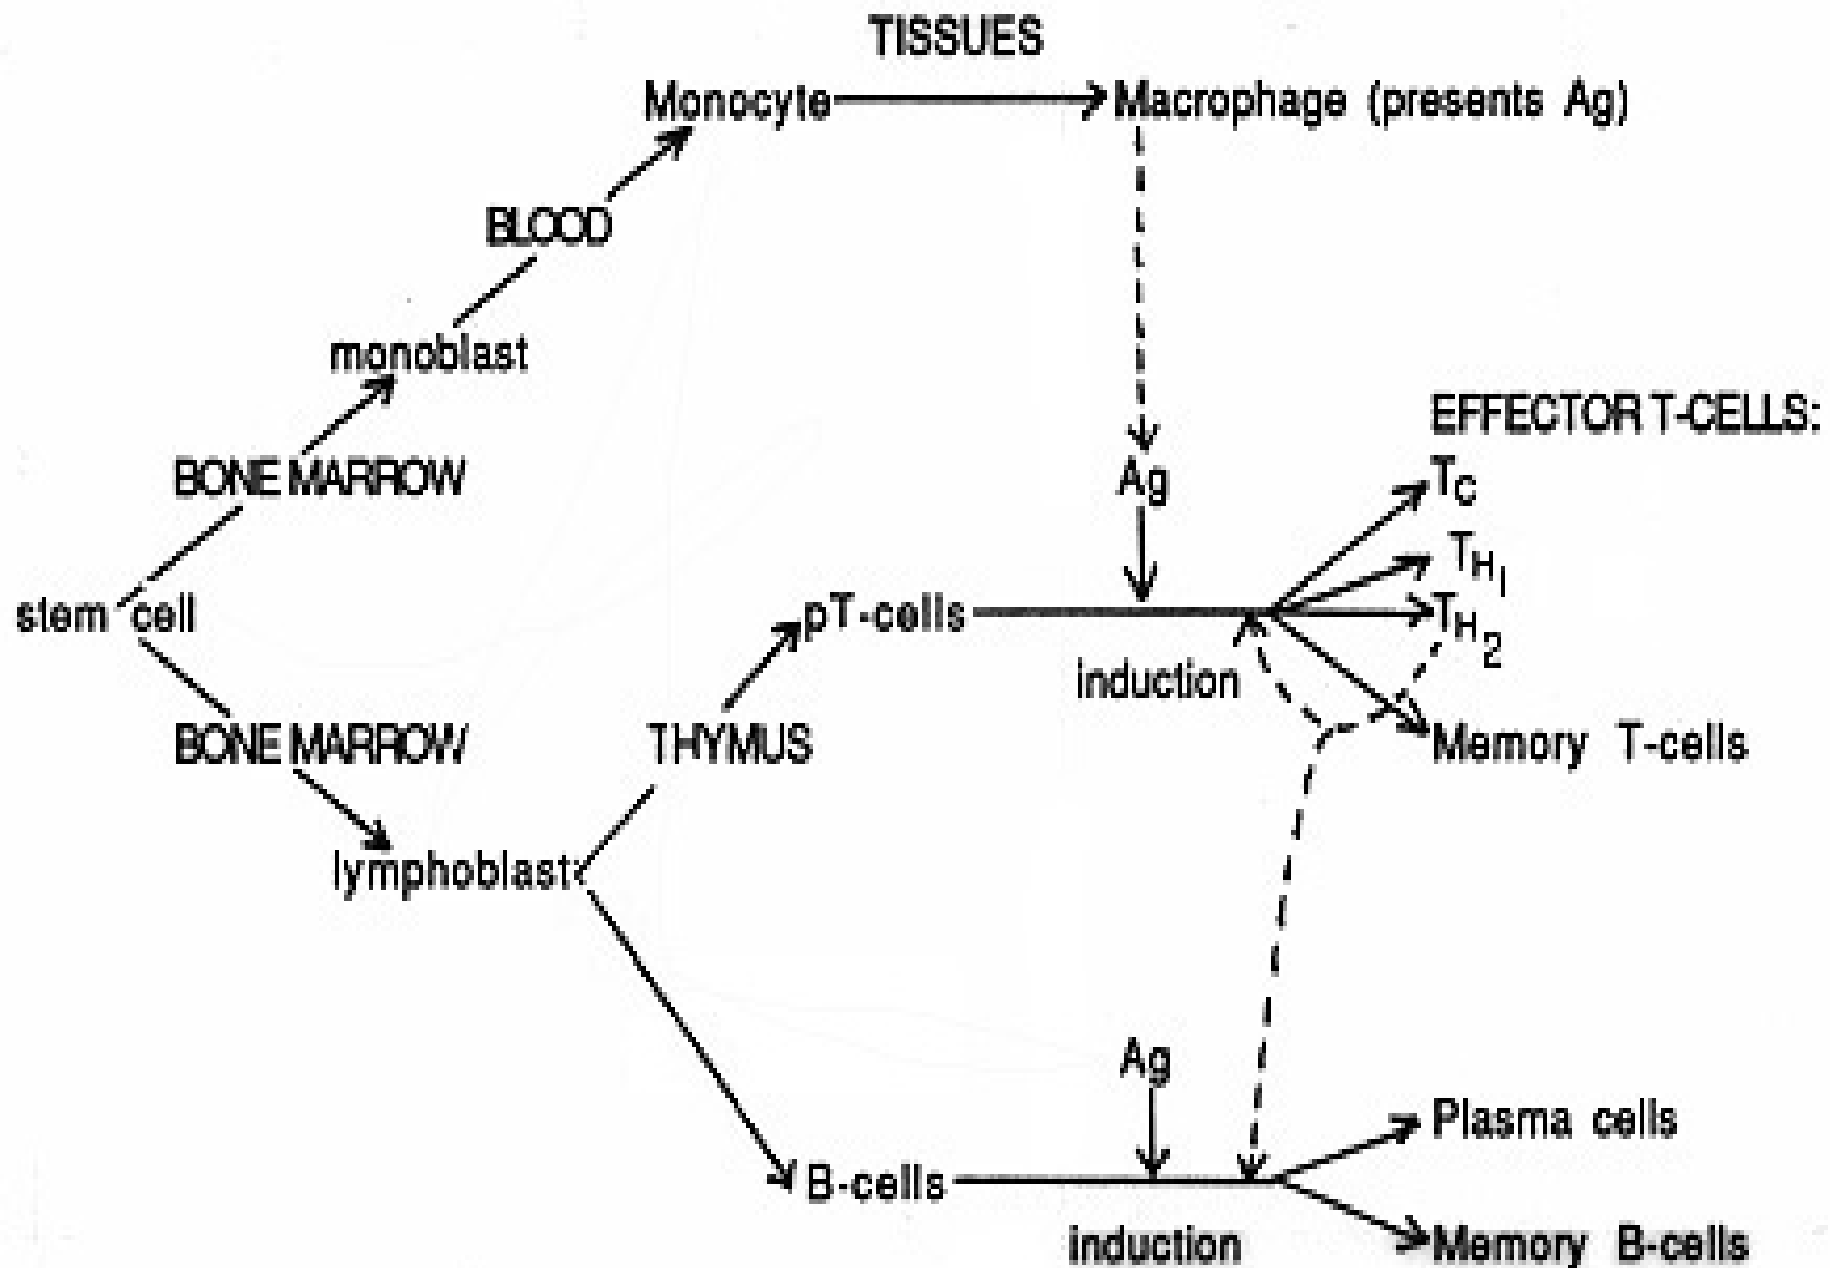 TISSUES
Monocyte Macrophage (presents Ag)
BLOOD
monoblast
EFFECTOR T-CELLS:
BONE MARROW Ag TC
TH1
stem cell pT-cells TH2
induction
BONE MARROW THYMUS Memory T-cells
lymphoblast
Ag
Plasma cells
B-cells
induction Memory B-cells